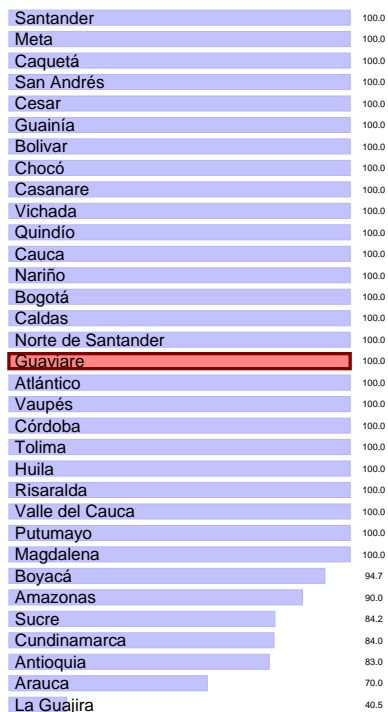 Santander 100.0
Meta 100.0
Caquetá 100.0
San Andrés 100.0
Cesar 100.0
Guainía 100.0
Bolivar 100.0
Chocó 100.0
Casanare 100.0
Vichada 100.0
Quindío 100.0
Cauca 100.0
Nariño 100.0
Bogotá 100.0
Caldas 100.0
Norte de Santander 100.0
Guaviare 100.0
Atlántico 100.0
Vaupés 100.0
Córdoba 100.0
Tolima 100.0
Huila 100.0
Risaralda 100.0
Valle del Cauca 100.0
Putumayo 100.0
Magdalena 100.0
Boyacá 94.7
Amazonas 90.0
Sucre 84.2
Cundinamarca 84.0
Antioquia 83.0
Arauca 70.0
La Guajira 40.5